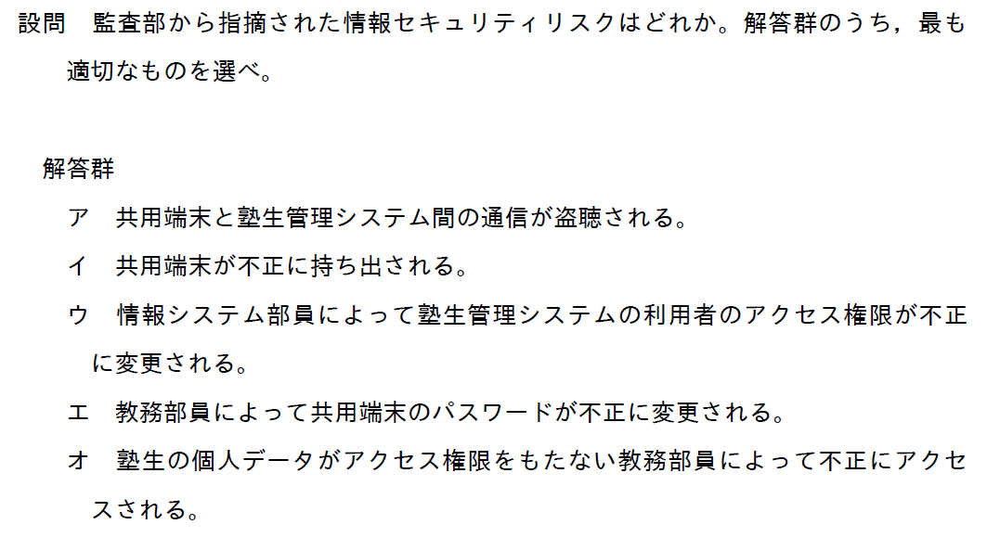 設問　監査部から指摘された情報セキュリティリスクはどれか。解答群のうち，最も
適切なものを選べ。
解答群
ア　共用端末と塾生管理システム間の通信が盗聴される。
イ　共用端末が不正に持ち出される。
ウ　情報システム部員によって塾生管理システムの利用者のアクセス権限が不正
に変更される。
エ　教務部員によって共用端末のパスワードが不正に変更される。
オ　塾生の個人データがアクセス権限をもたない教務部員によって不正にアクセ
スされる。